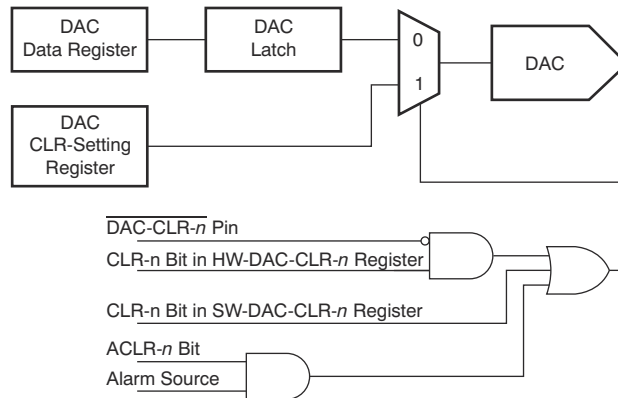 DAC
Data Register
DAC
Latch
0
1
DAC
DAC
CLR-Setting
Register
DAC-CLR-n Pin
CLR-n Bit in HW-DAC-CLR-n Register
CLR-n Bit in SW-DAC-CLR-n Register
ACLR-n Bit
Alarm Source